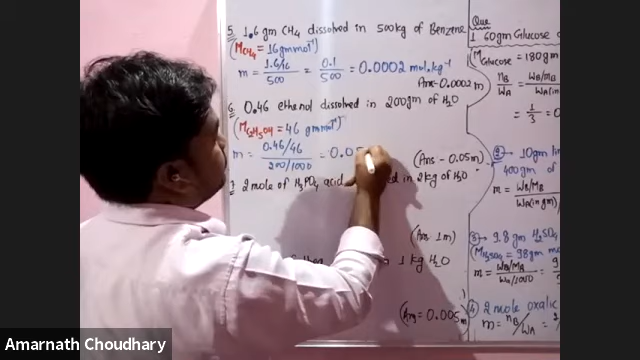 5. 1.6 gm CH4 dissolved in 500kg of Benzene
(MCH4 = 16gmmol⁻¹)
m = 1.6/16 / 500 = 0.1 / 500 = 0.0002 mol.kg⁻¹
Ans-0.0002 m
6. 0.46 ethanol dissolved in 200gm of H2O
(MC2H5OH = 46 gmmol⁻¹)
m = 0.46/46 / 200/1000 = 0.05
(Ans - 0.05m)
7. 2 mole of H3PO4 acid in 2kg of H2O
(Ans 1m)
1 kg H2O
(Ans = 0.005m)
Que
1 60gm Glucose
MGlucose = 180gm
nB / WA = WB/MB / WA(in
= 1 / 3 = 0
2 → 10gm
400gm of
m = WB/MB / WA(in gm)
3 → 9.8 gm H2SO4
(MH2SO4 = 98gm mo
m = WB/MB / WA/1000 = 9
4 2 mole oxalic
m = nB/WA =
Amarnath Choudhary